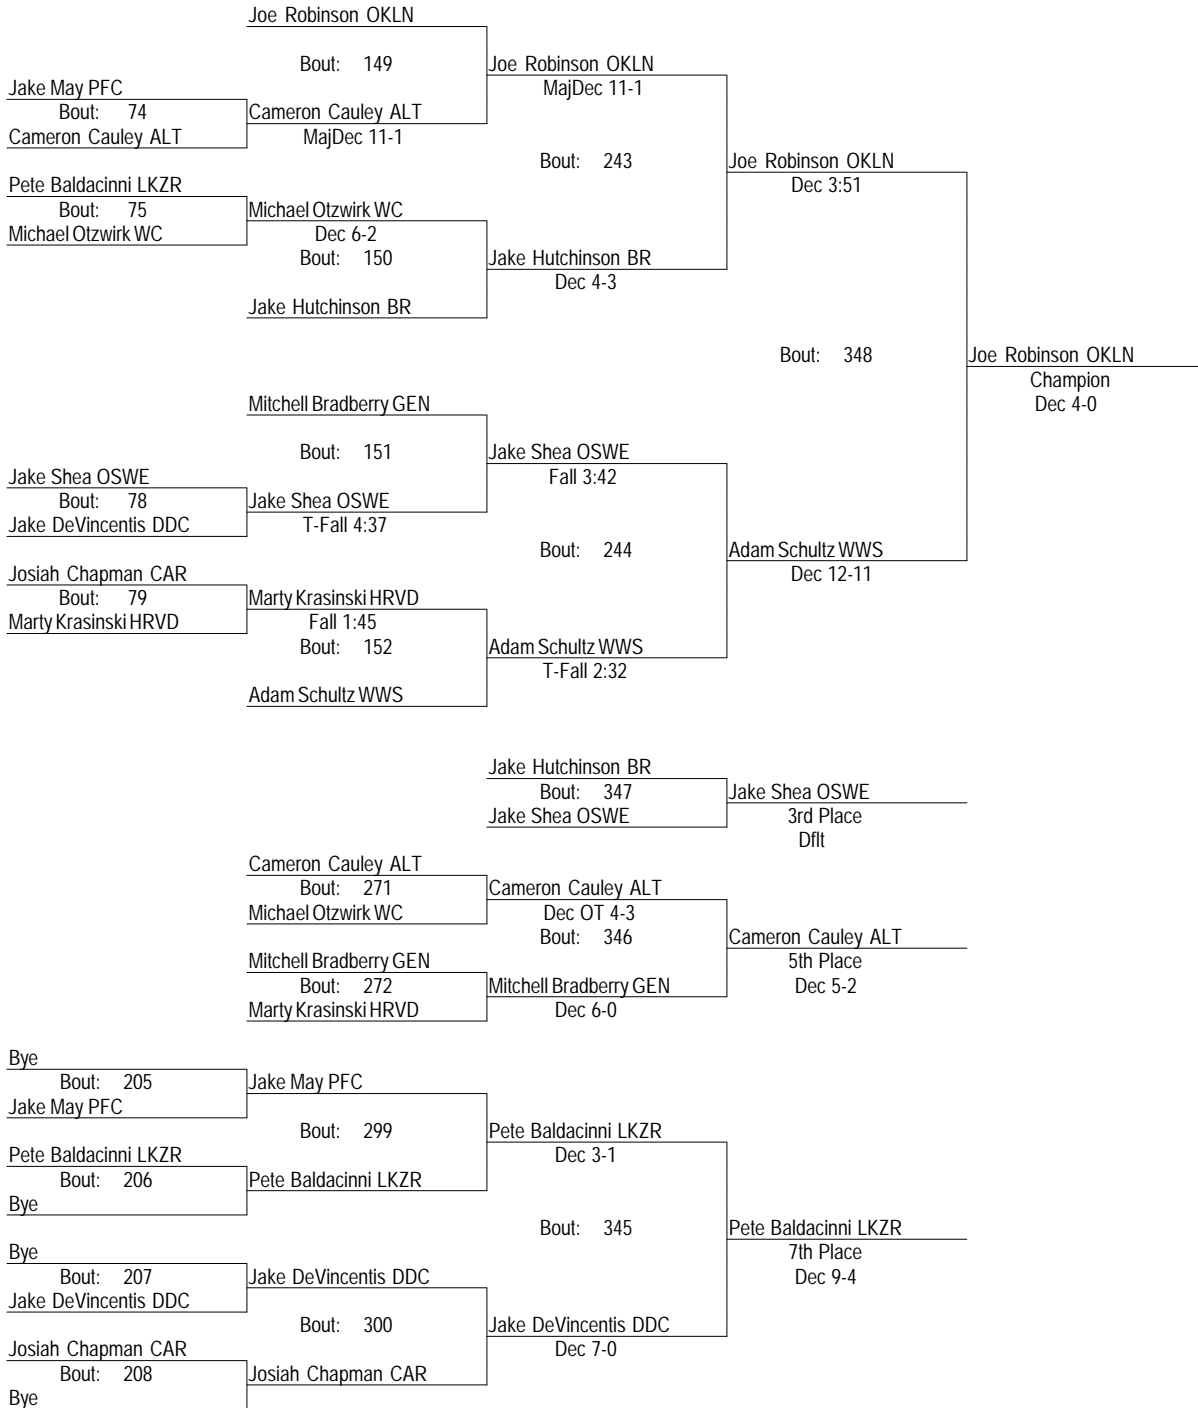 Joe Robinson OKLN
Bout: 149
Joe Robinson OKLN
Jake May PFC
MajDec 11-1
Bout: 74
Cameron Cauley ALT
Cameron Cauley ALT
MajDec 11-1
Bout: 243
Joe Robinson OKLN
Pete Baldacinni LKZR
Dec 3:51
Bout: 75
Michael Otzwirk WC
Michael Otzwirk WC
Dec 6-2
Bout: 150
Jake Hutchinson BR
Dec 4-3
Jake Hutchinson BR
Bout: 348
Joe Robinson OKLN
Champion
Dec 4-0
Mitchell Bradberry GEN
Bout: 151
Jake Shea OSWE
Jake Shea OSWE
Fall 3:42
Bout: 78
Jake Shea OSWE
Jake DeVincentis DDC
T-Fall 4:37
Bout: 244
Adam Schultz WWS
Josiah Chapman CAR
Dec 12-11
Bout: 79
Marty Krasinski HRVD
Marty Krasinski HRVD
Fall 1:45
Bout: 152
Adam Schultz WWS
T-Fall 2:32
Adam Schultz WWS
Jake Hutchinson BR
Bout: 347
Jake Shea OSWE
Jake Shea OSWE
3rd Place
Dflt
Cameron Cauley ALT
Bout: 271
Cameron Cauley ALT
Michael Otzwirk WC
Dec OT 4-3
Bout: 346
Cameron Cauley ALT
Mitchell Bradberry GEN
5th Place
Bout: 272
Mitchell Bradberry GEN
Dec 5-2
Marty Krasinski HRVD
Dec 6-0
Bye
Bout: 205
Jake May PFC
Jake May PFC
Bout: 299
Pete Baldacinni LKZR
Pete Baldacinni LKZR
Dec 3-1
Bout: 206
Pete Baldacinni LKZR
Bye
Bout: 345
Pete Baldacinni LKZR
Bye
7th Place
Bout: 207
Jake DeVincentis DDC
Dec 9-4
Jake DeVincentis DDC
Bout: 300
Jake DeVincentis DDC
Josiah Chapman CAR
Dec 7-0
Bout: 208
Josiah Chapman CAR
Bye